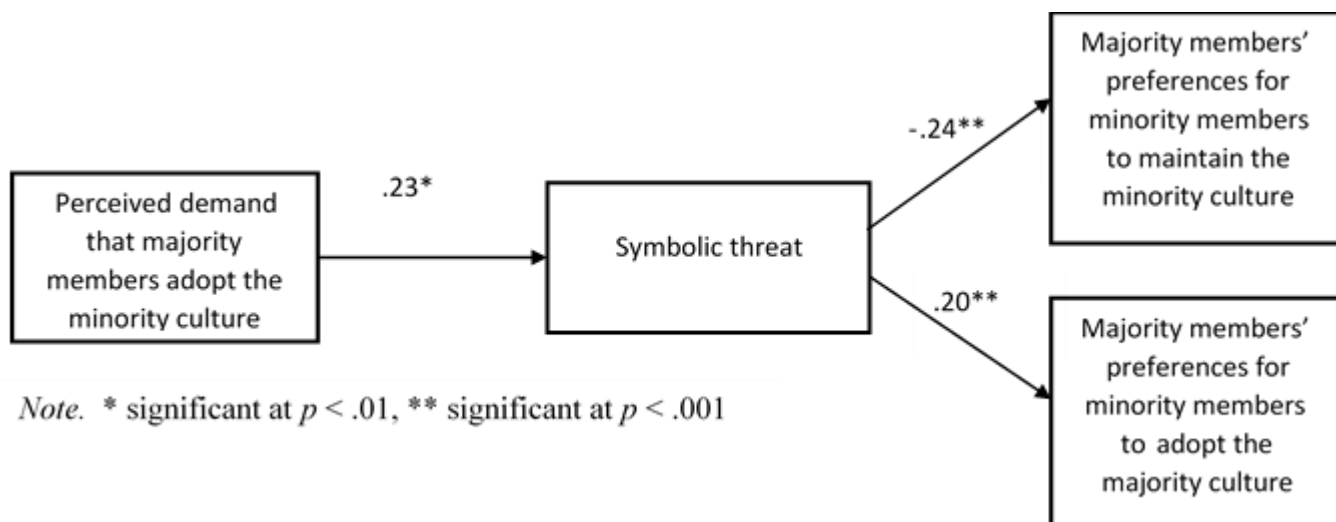 Perceived demand
that majority
members adopt the
minority culture
.23*
Symbolic threat
-.24**
.20**
Majority members’
preferences for
minority members
to maintain the
minority culture
Majority members’
preferences for
minority members
to adopt the
majority culture
Note. * significant at p < .01, ** significant at p < .001